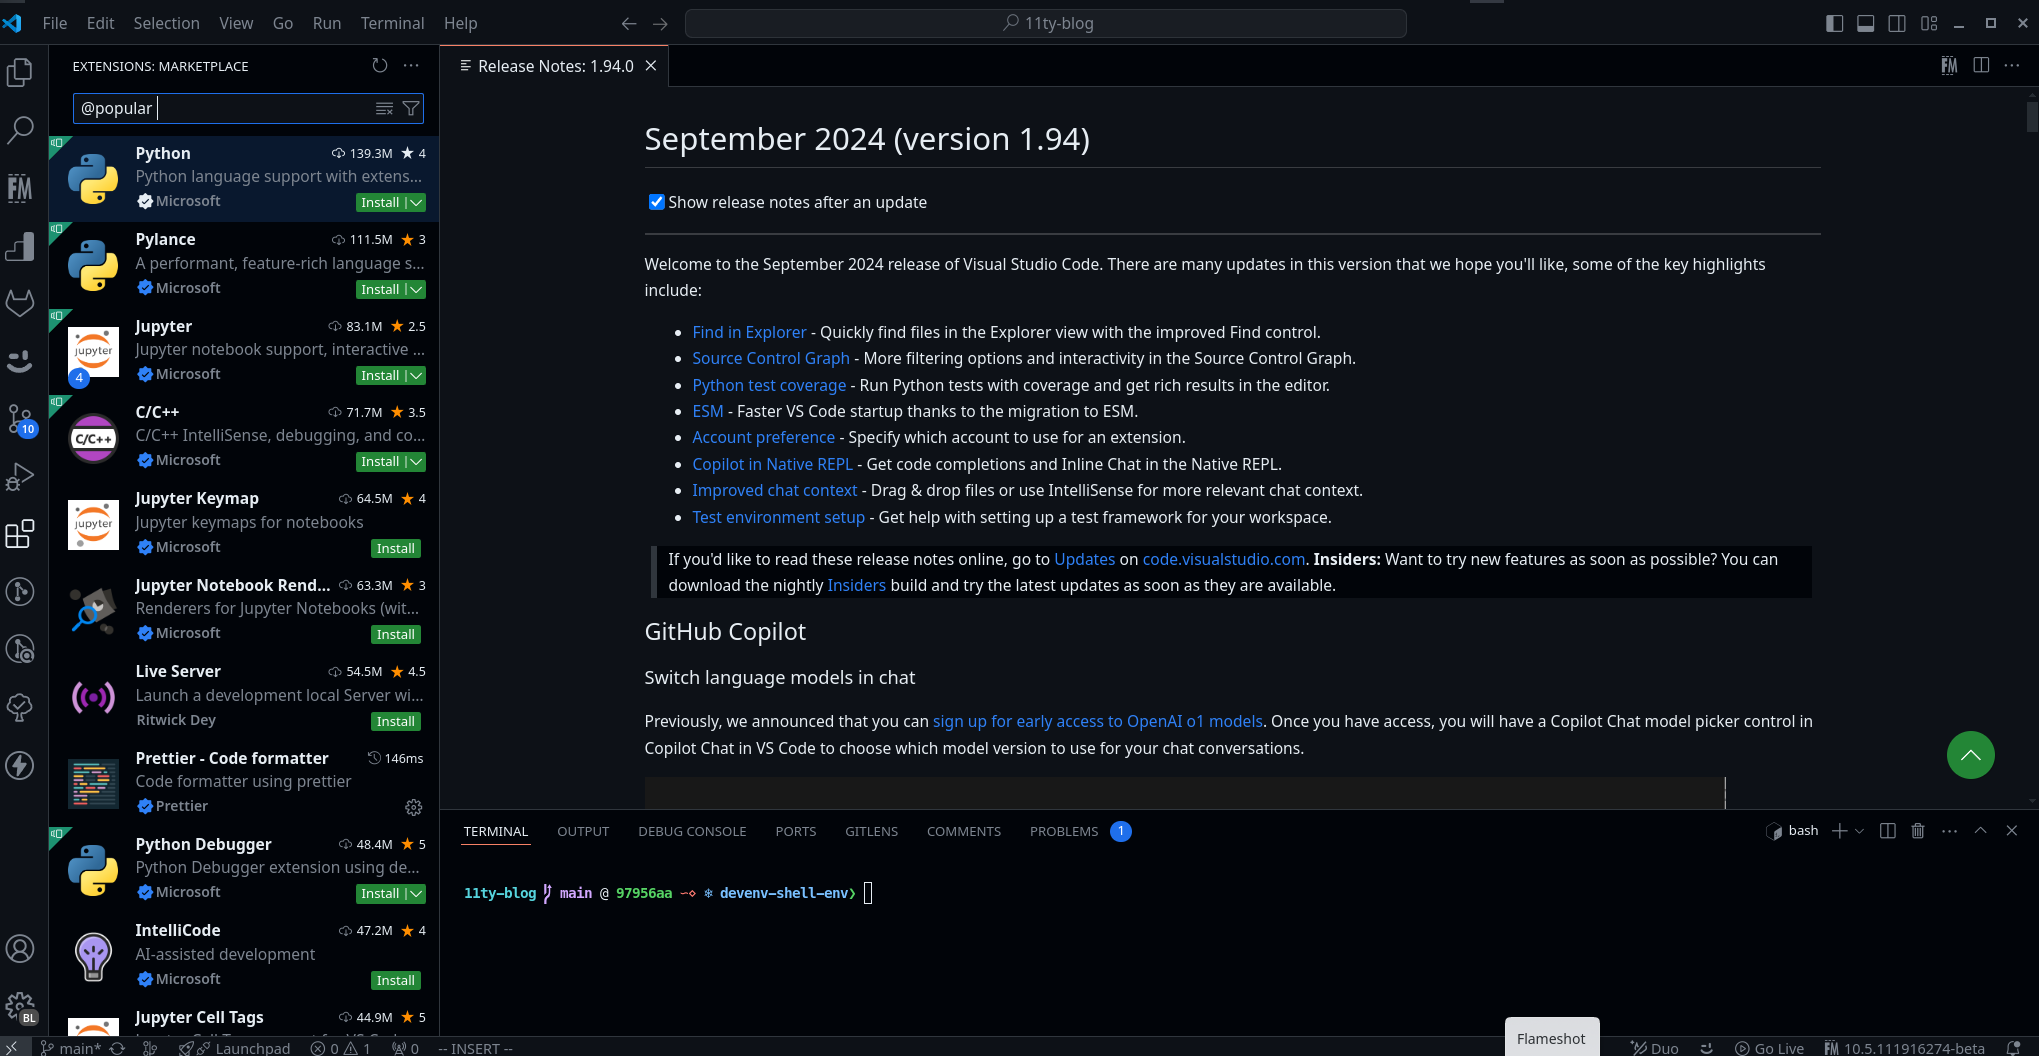 File Edit Selection View Go Run Terminal Help
11ty-blog
EXTENSIONS: MARKETPLACE
@popular
Python 139.3M ★ 4
Python language support with extens...
Microsoft Install
Pylance 111.5M ★ 3
A performant, feature-rich language s...
Microsoft Install
Jupyter 83.1M ★ 2.5
Jupyter notebook support, interactive ...
jupyter
4
Microsoft Install
C/C++ 71.7M ★ 3.5
C/C++ IntelliSense, debugging, and co...
C/C++
Microsoft Install
10
Jupyter Keymap 64.5M ★ 4
Jupyter keymaps for notebooks
jupyter
Microsoft Install
Jupyter Notebook Rend... 63.3M ★ 3
Renderers for Jupyter Notebooks (wit...
Microsoft Install
Live Server 54.5M ★ 4.5
Launch a development local Server wi...
Ritwick Dey Install
Prettier - Code formatter 146ms
Code formatter using prettier
Prettier
Python Debugger 48.4M ★ 5
Python Debugger extension using de...
Microsoft Install
IntelliCode 47.2M ★ 4
AI-assisted development
Microsoft Install
Jupyter Cell Tags 44.9M ★ 5
FM
BL
Release Notes: 1.94.0
FM
September 2024 (version 1.94)
Show release notes after an update
Welcome to the September 2024 release of Visual Studio Code. There are many updates in this version that we hope you'll like, some of the key highlights
include:
• Find in Explorer - Quickly find files in the Explorer view with the improved Find control.
• Source Control Graph - More filtering options and interactivity in the Source Control Graph.
• Python test coverage - Run Python tests with coverage and get rich results in the editor.
• ESM - Faster VS Code startup thanks to the migration to ESM.
• Account preference - Specify which account to use for an extension.
• Copilot in Native REPL - Get code completions and Inline Chat in the Native REPL.
• Improved chat context - Drag & drop files or use IntelliSense for more relevant chat context.
• Test environment setup - Get help with setting up a test framework for your workspace.
If you'd like to read these release notes online, go to Updates on code.visualstudio.com. Insiders: Want to try new features as soon as possible? You can
download the nightly Insiders build and try the latest updates as soon as they are available.
GitHub Copilot
Switch language models in chat
Previously, we announced that you can sign up for early access to OpenAI o1 models. Once you have access, you will have a Copilot Chat model picker control in
Copilot Chat in VS Code to choose which model version to use for your chat conversations.
TERMINAL OUTPUT DEBUG CONSOLE PORTS GITLENS COMMENTS PROBLEMS 1
bash
11ty-blog main @ 97956aa ❄ devenv-shell-env❯
Flameshot
main* Launchpad 0 1 0 -- INSERT --
Duo Go Live FM 10.5.111916274-beta